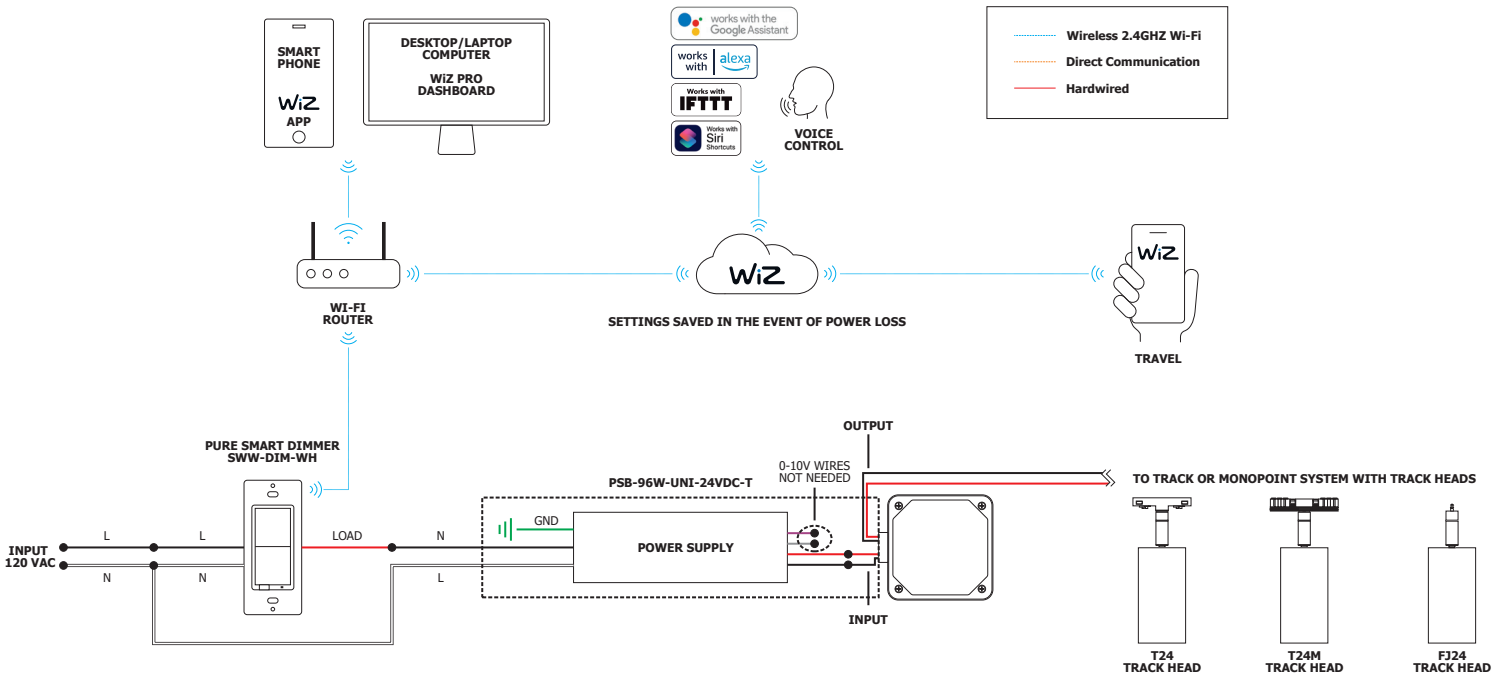 SMART
PHONE
WiZ
APP
DESKTOP/LAPTOP
COMPUTER
WiZ PRO
DASHBOARD
works with the
Google Assistant
works
with
alexa
Works with
IFTTT
Works with
Siri
Shortcuts
VOICE
CONTROL
Wireless 2.4GHZ Wi-Fi
Direct Communication
Hardwired
WI-FI
ROUTER
WiZ
SETTINGS SAVED IN THE EVENT OF POWER LOSS
WiZ
TRAVEL
PURE SMART DIMMER
SWW-DIM-WH
INPUT
120 VAC
L
L
N
N
LOAD
N
L
PSB-96W-UNI-24VDC-T
GND
POWER SUPPLY
0-10V WIRES
NOT NEEDED
OUTPUT
INPUT
TO TRACK OR MONOPOINT SYSTEM WITH TRACK HEADS
T24
TRACK HEAD
T24M
TRACK HEAD
FJ24
TRACK HEAD